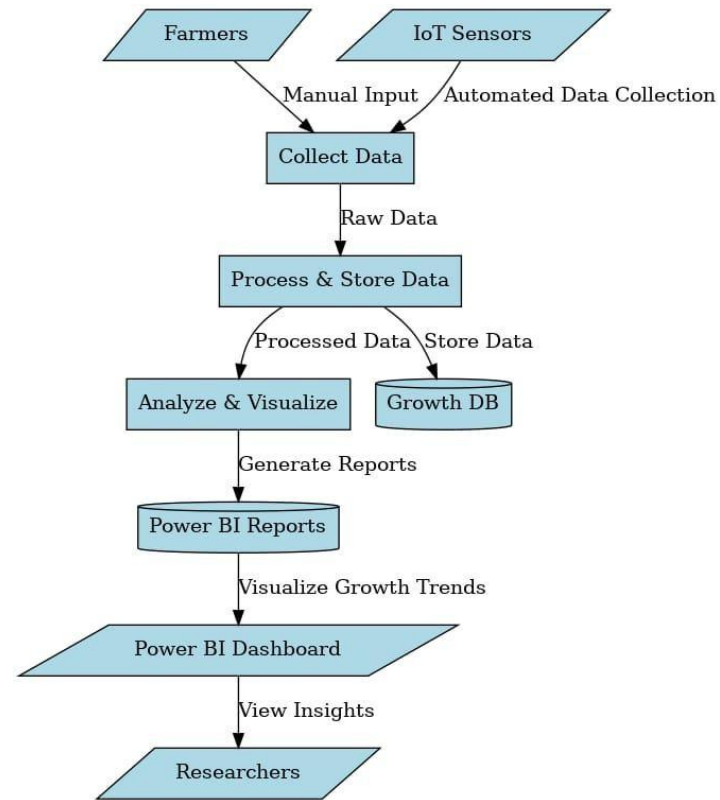 Farmers
IoT Sensors
Manual Input
Automated Data Collection
Collect Data
Raw Data
Process & Store Data
Processed Data
Store Data
Analyze & Visualize
Growth DB
Generate Reports
Power BI Reports
Visualize Growth Trends
Power BI Dashboard
View Insights
Researchers